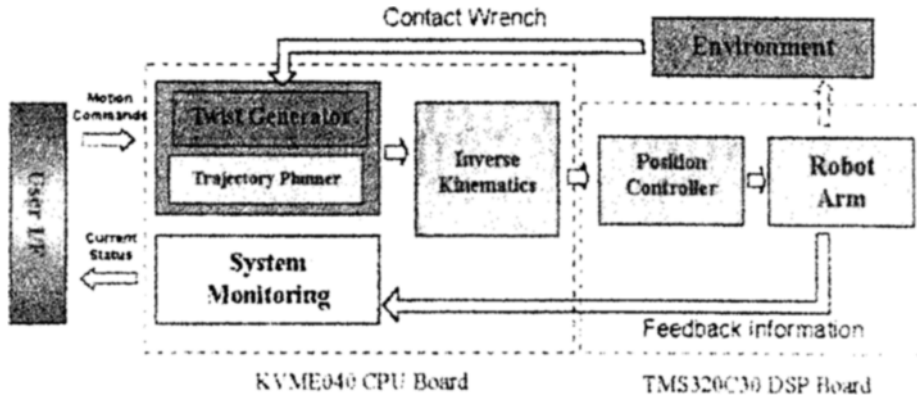 Contact Wrench
Environment
Motion
Commands
Twist Generator
Trajectory Planner
Inverse
Kinematics
Position
Controller
Robot
Arm
User I/F
Current
Status
System
Monitoring
Feedback Information
KVME040 CPU Board
TMS320C30 DSP Board